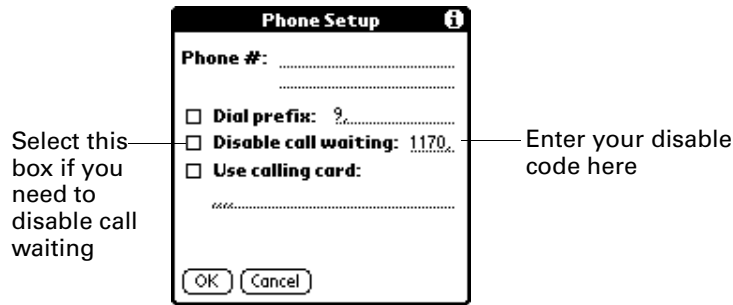 Phone Setup i
Phone #:
Dial prefix: 9,
Disable call waiting: 1170,
Use calling card:
,,,,
OK Cancel
Select this
box if you
need to
disable call
waiting
Enter your disable
code here